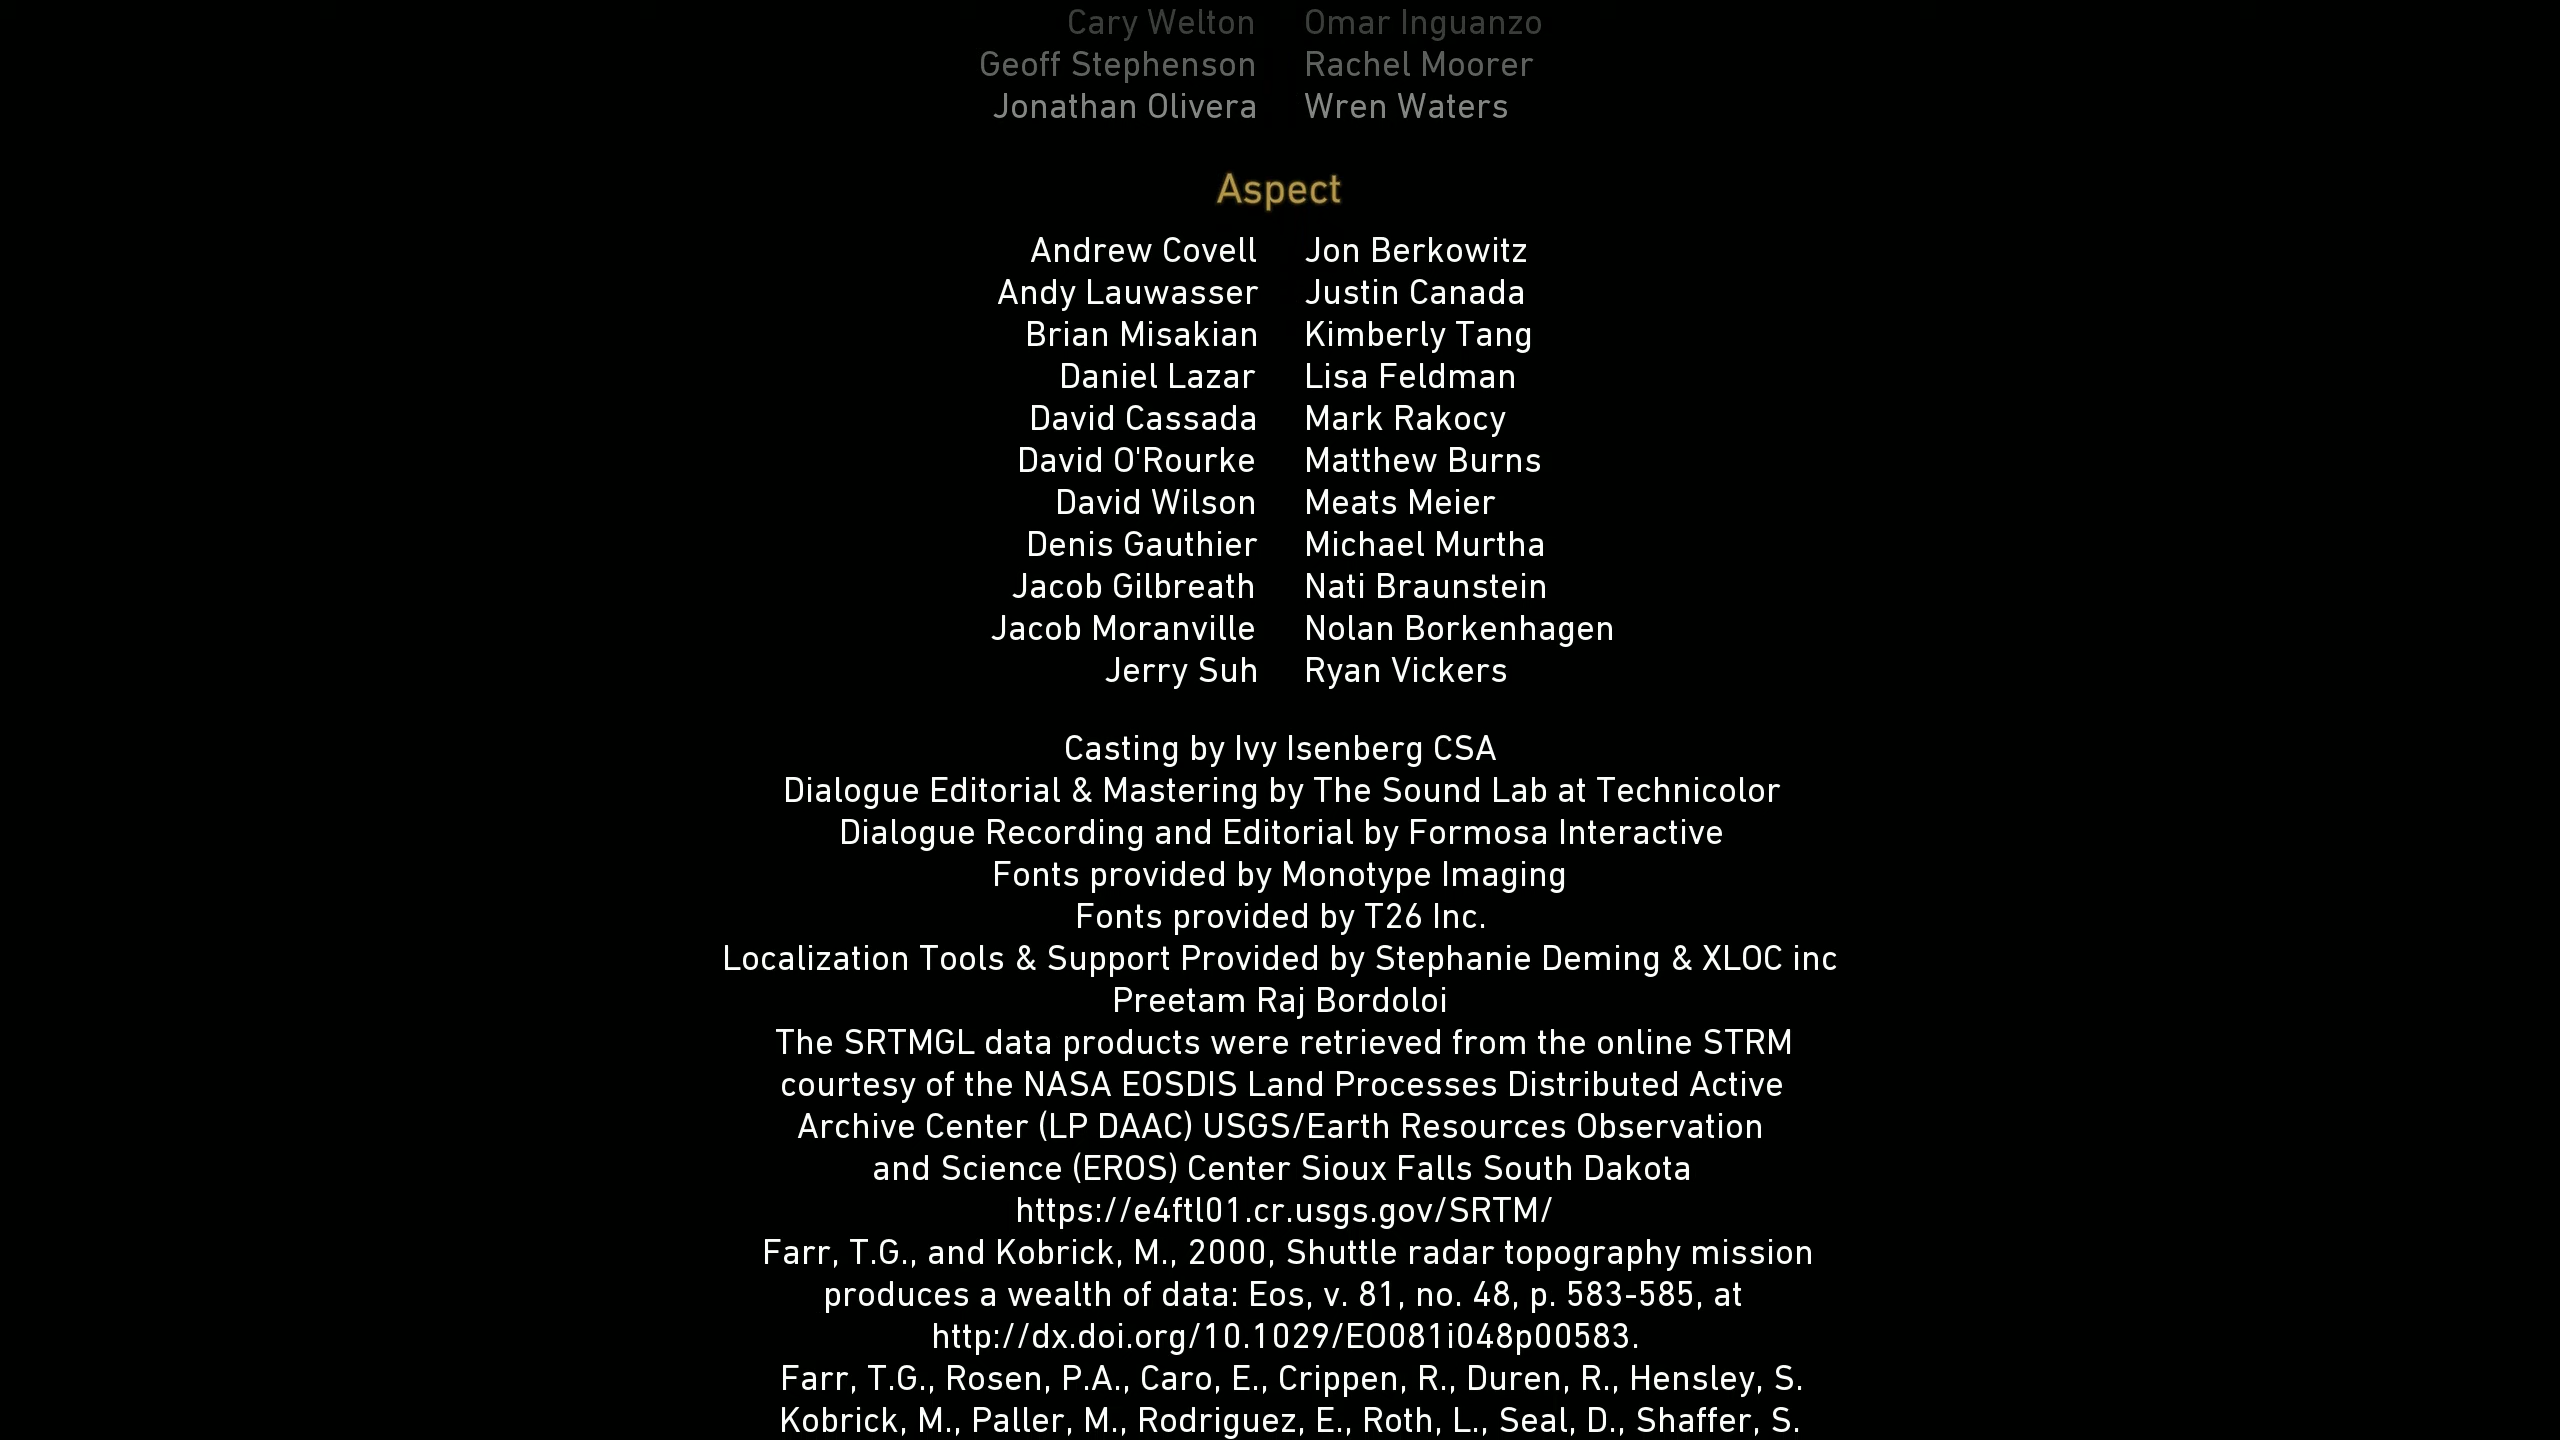 Cary Welton Omar Inguanzo
Geoff Stephenson Rachel Moorer
Jonathan Olivera Wren Waters
Aspect
Andrew Covell Jon Berkowitz
Andy Lauwasser Justin Canada
Brian Misakian Kimberly Tang
Daniel Lazar Lisa Feldman
David Cassada Mark Rakocy
David O'Rourke Matthew Burns
David Wilson Meats Meier
Denis Gauthier Michael Murtha
Jacob Gilbreath Nati Braunstein
Jacob Moranville Nolan Borkenhagen
Jerry Suh Ryan Vickers
Casting by Ivy Isenberg CSA
Dialogue Editorial & Mastering by The Sound Lab at Technicolor
Dialogue Recording and Editorial by Formosa Interactive
Fonts provided by Monotype Imaging
Fonts provided by T26 Inc.
Localization Tools & Support Provided by Stephanie Deming & XLOC inc
Preetam Raj Bordoloi
The SRTMGL data products were retrieved from the online STRM
courtesy of the NASA EOSDIS Land Processes Distributed Active
Archive Center (LP DAAC) USGS/Earth Resources Observation
and Science (EROS) Center Sioux Falls South Dakota
https://e4ftl01.cr.usgs.gov/SRTM/
Farr, T.G., and Kobrick, M., 2000, Shuttle radar topography mission
produces a wealth of data: Eos, v. 81, no. 48, p. 583-585, at
http://dx.doi.org/10.1029/EO081i048p00583.
Farr, T.G., Rosen, P.A., Caro, E., Crippen, R., Duren, R., Hensley, S.
Kobrick, M., Paller, M., Rodriguez, E., Roth, L., Seal, D., Shaffer, S.